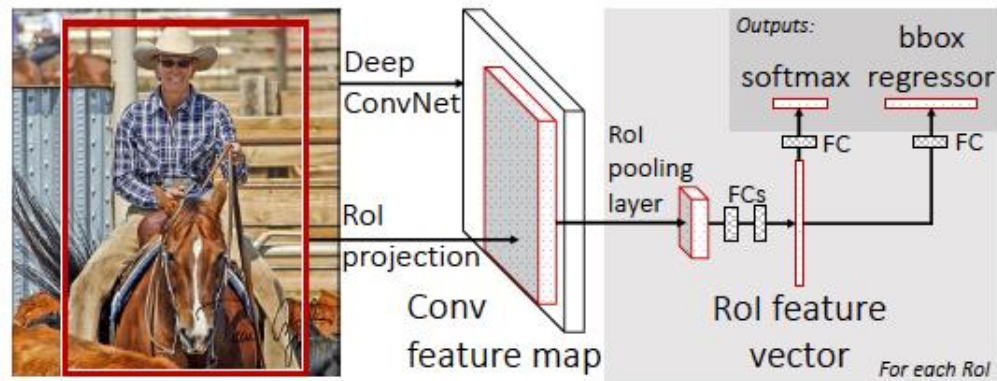 Deep
ConvNet
RoI
projection
Conv
feature map
RoI
pooling
layer
FCs
RoI feature
vector
For each RoI
Outputs:
softmax
bbox
regressor
FC
FC